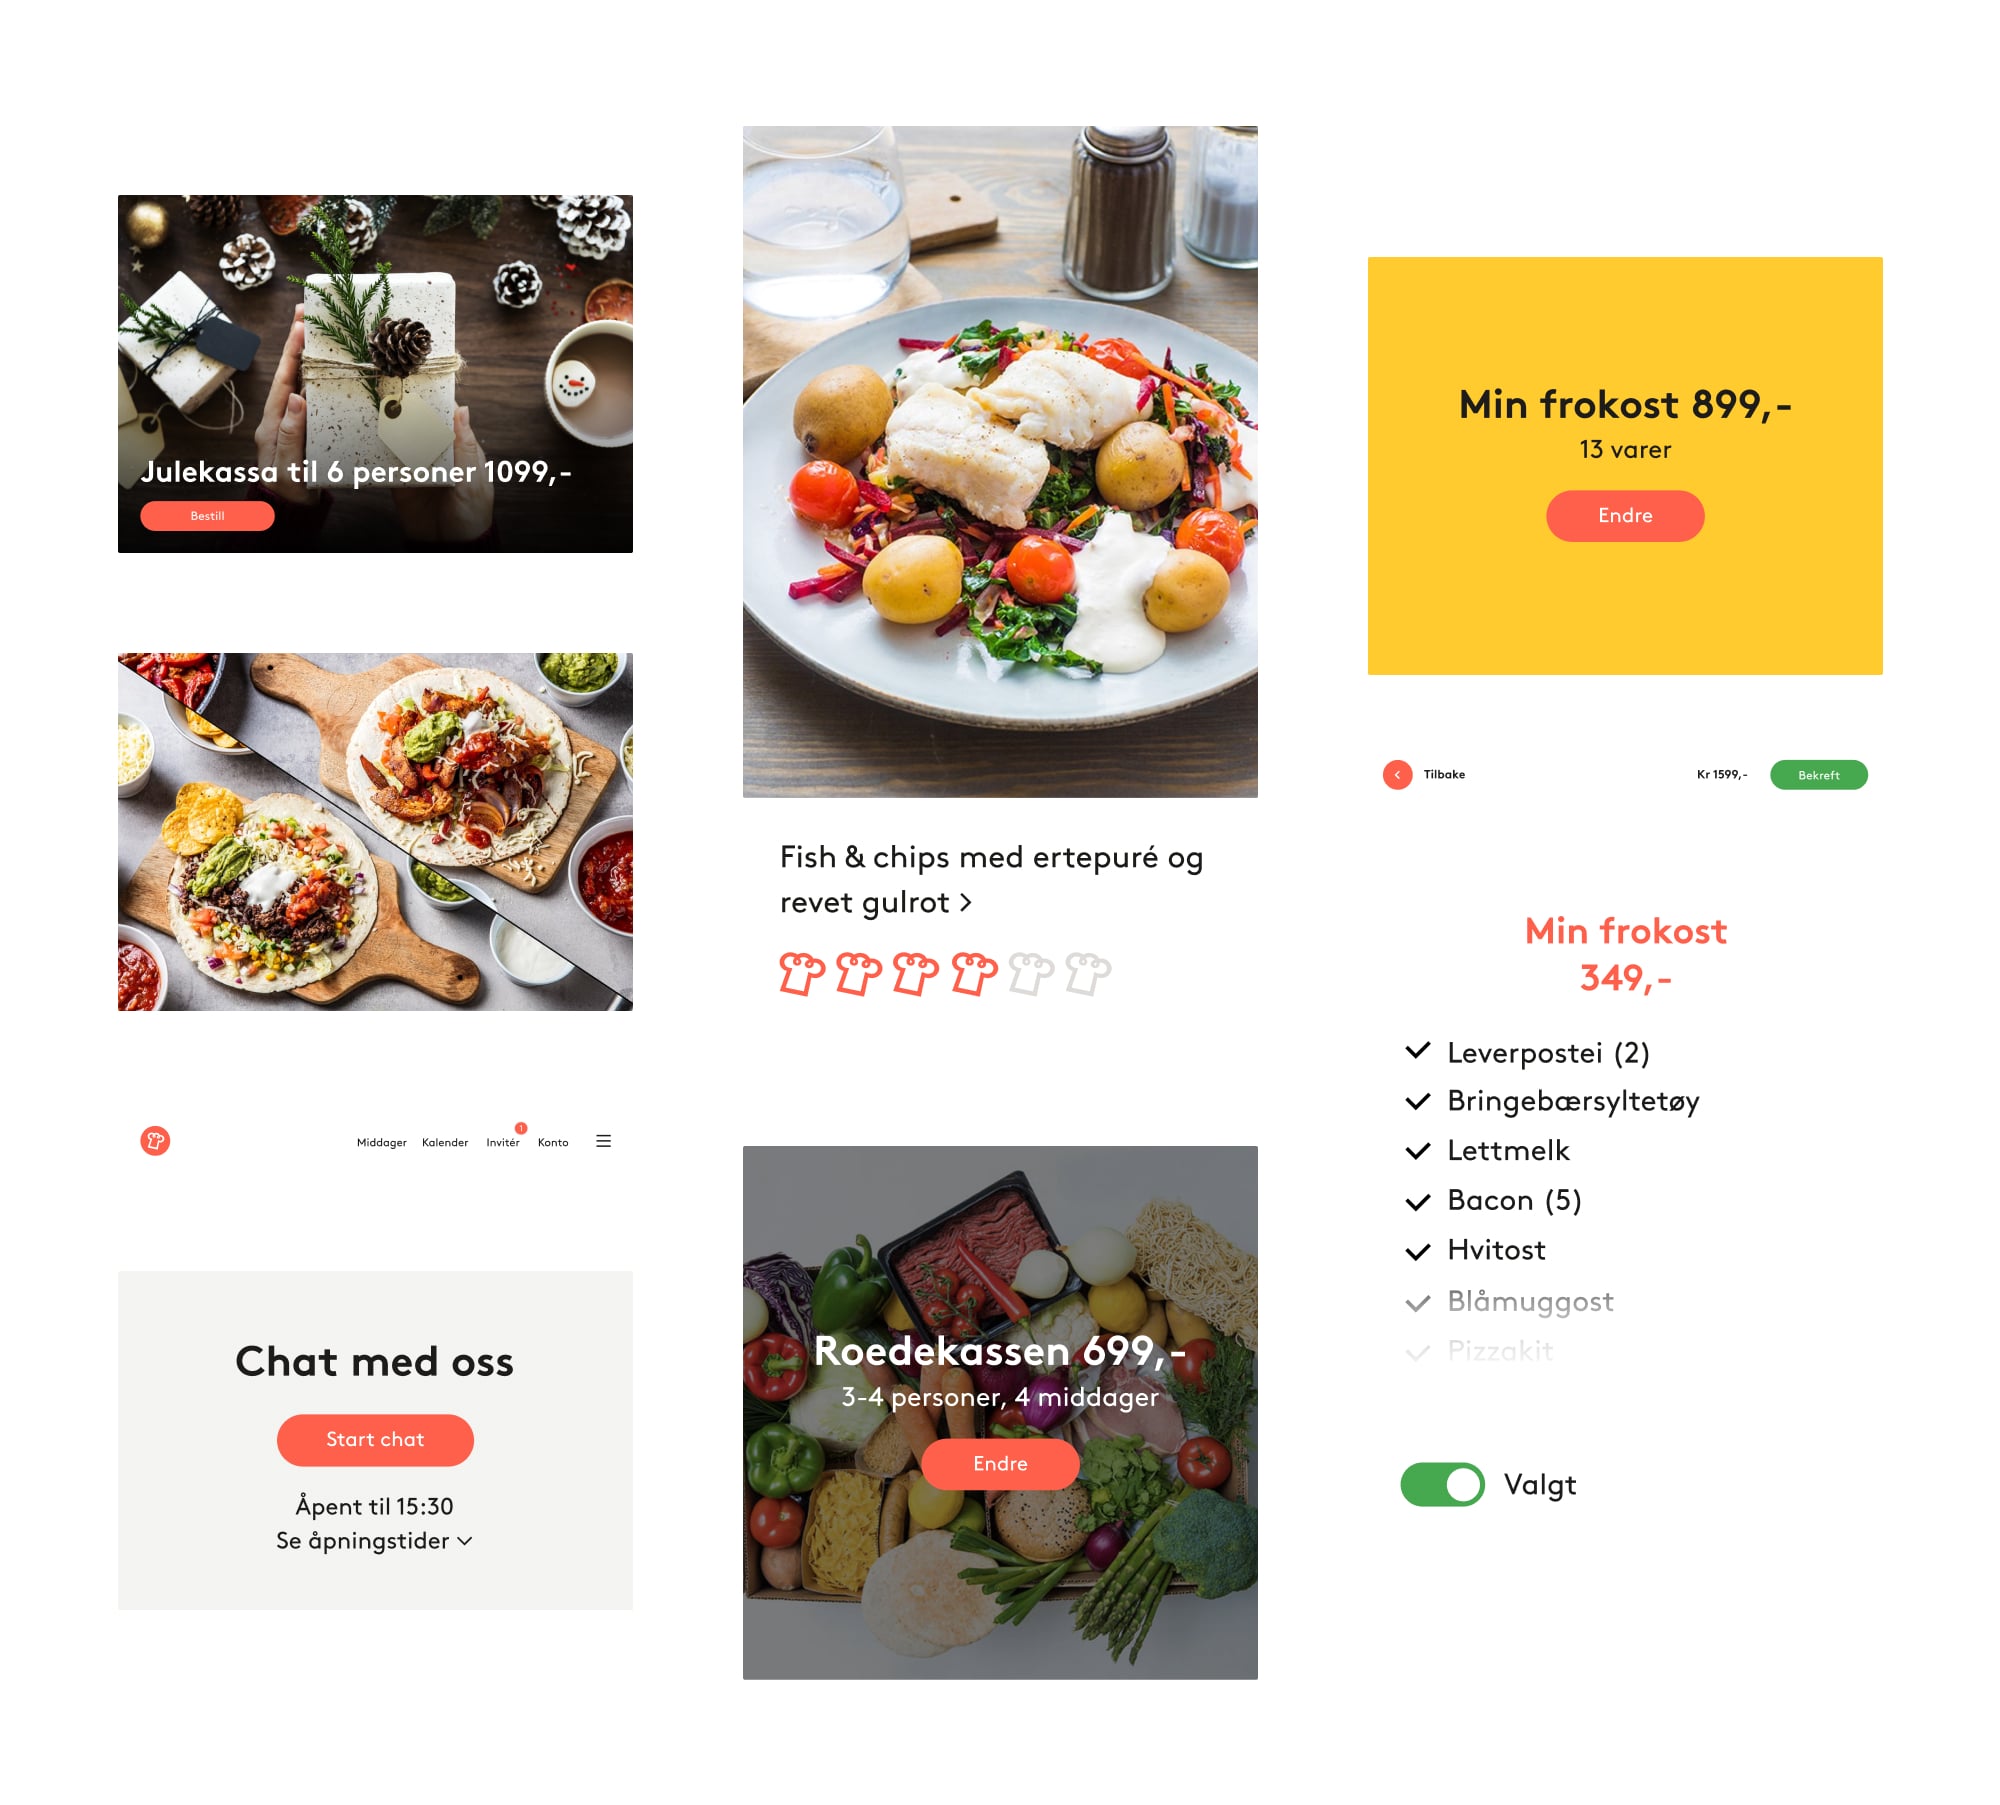 Julekassa til 6 personer 1099,-
Bestill
Middager Kalender Invitér 1 Konto
Chat med oss
Start chat
Åpent til 15:30
Se åpningstider
Fish & chips med ertepuré og
revet gulrot >
Roedekassen 699,-
3-4 personer, 4 middager
Endre
Min frokost 899,-
13 varer
Endre
Tilbake Kr 1599,- Bekreft
Min frokost
349,-
Leverpostei (2)
Bringebærsyltetøy
Lettmelk
Bacon (5)
Hvitost
Blåmuggost
Pizzakit
Valgt